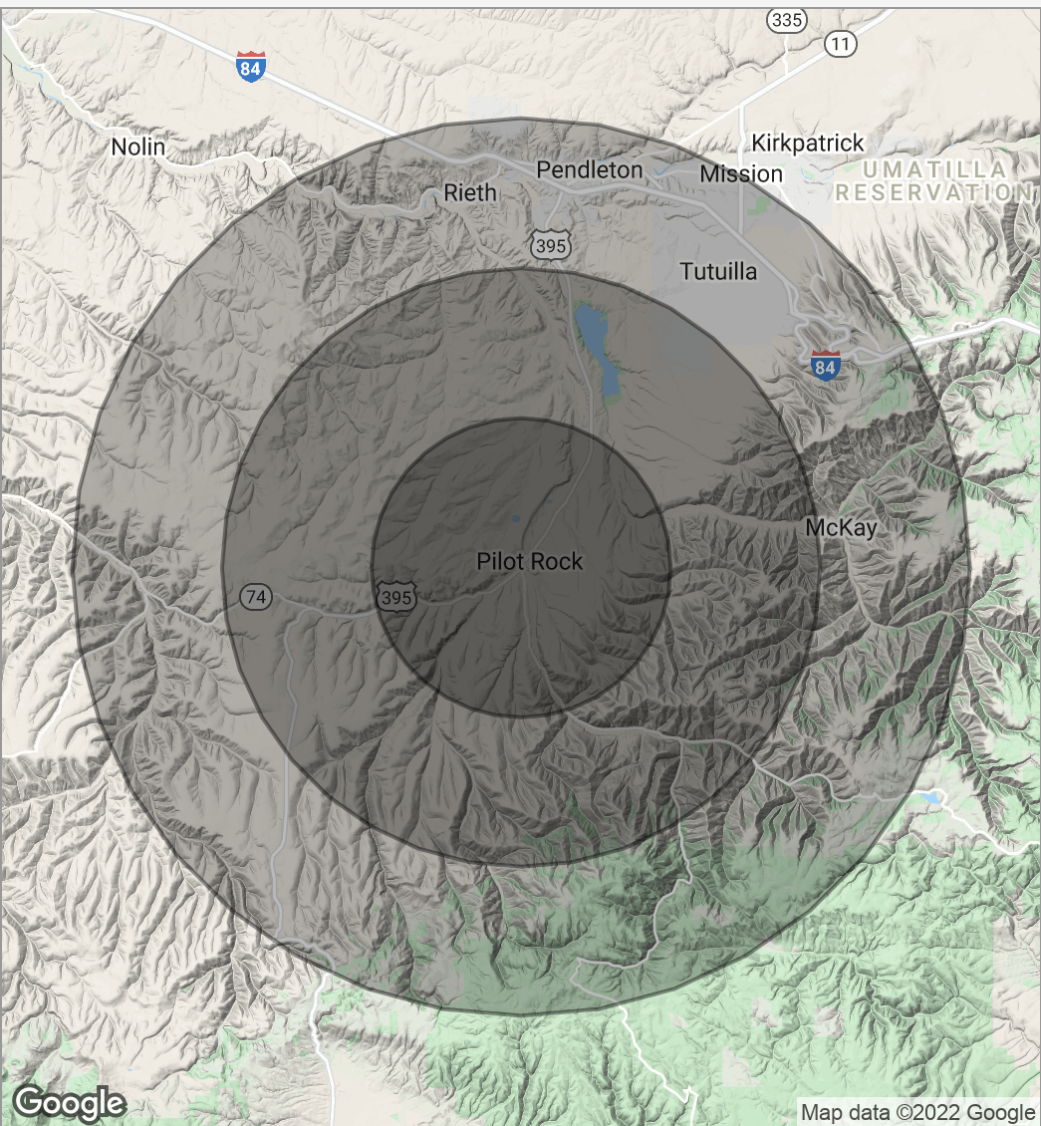 335
11
84
Nolin
Kirkpatrick
Pendleton
Mission
UMATILLA
RESERVATION
Rieth
395
Tutuilla
84
McKay
Pilot Rock
74
395
Google
Map data ©2022 Google